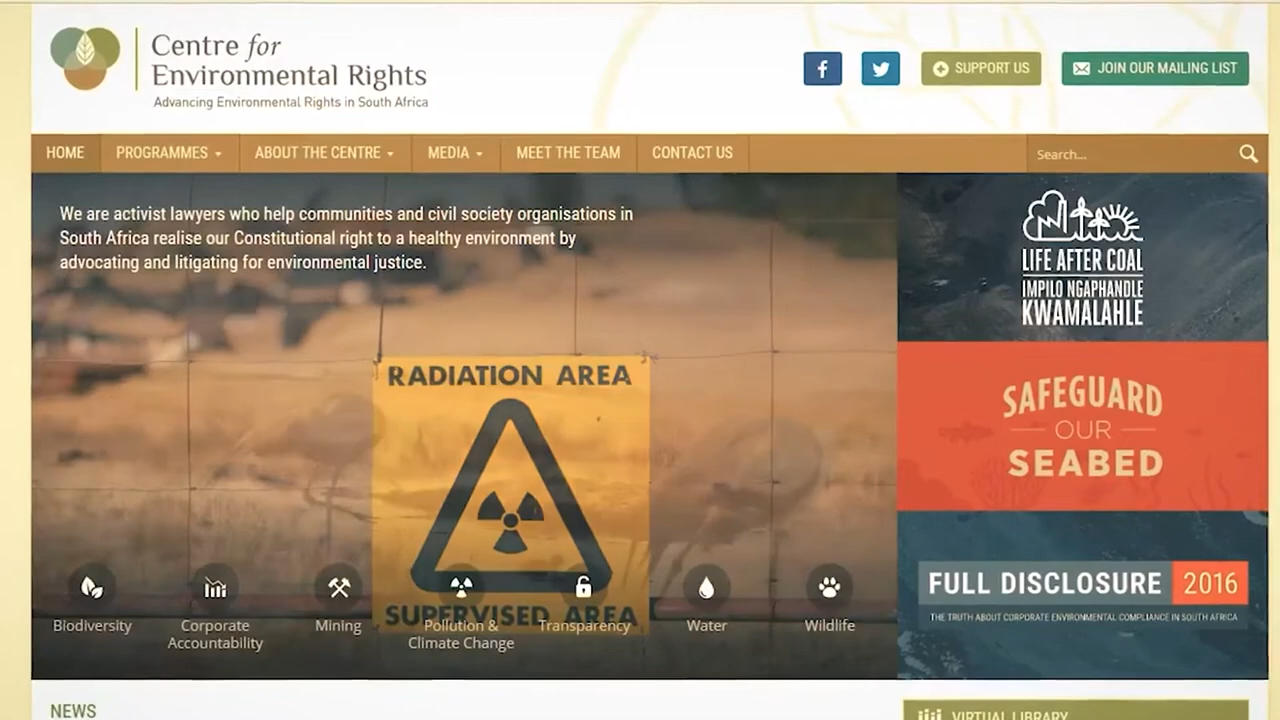 Centre for
Environmental Rights
Advancing Environmental Rights in South Africa
SUPPORT US
JOIN OUR MAILING LIST
HOME
PROGRAMMES
ABOUT THE CENTRE
MEDIA
MEET THE TEAM
CONTACT US
Search...
We are activist lawyers who help communities and civil society organisations in
South Africa realise our Constitutional right to a healthy environment by
advocating and litigating for environmental justice.
RADIATION AREA
SUPERVISED AREA
Biodiversity
Corporate
Accountability
Mining
Pollution &
Climate Change
Transparency
Water
Wildlife
LIFE AFTER COAL
IMPILO NGAPHANDLE
KWAMALAHLE
SAFEGUARD
OUR
SEABED
FULL DISCLOSURE 2016
THE TRUTH ABOUT CORPORATE ENVIRONMENTAL COMPLIANCE IN SOUTH AFRICA
NEWS
VIRTUAL LIBRARY